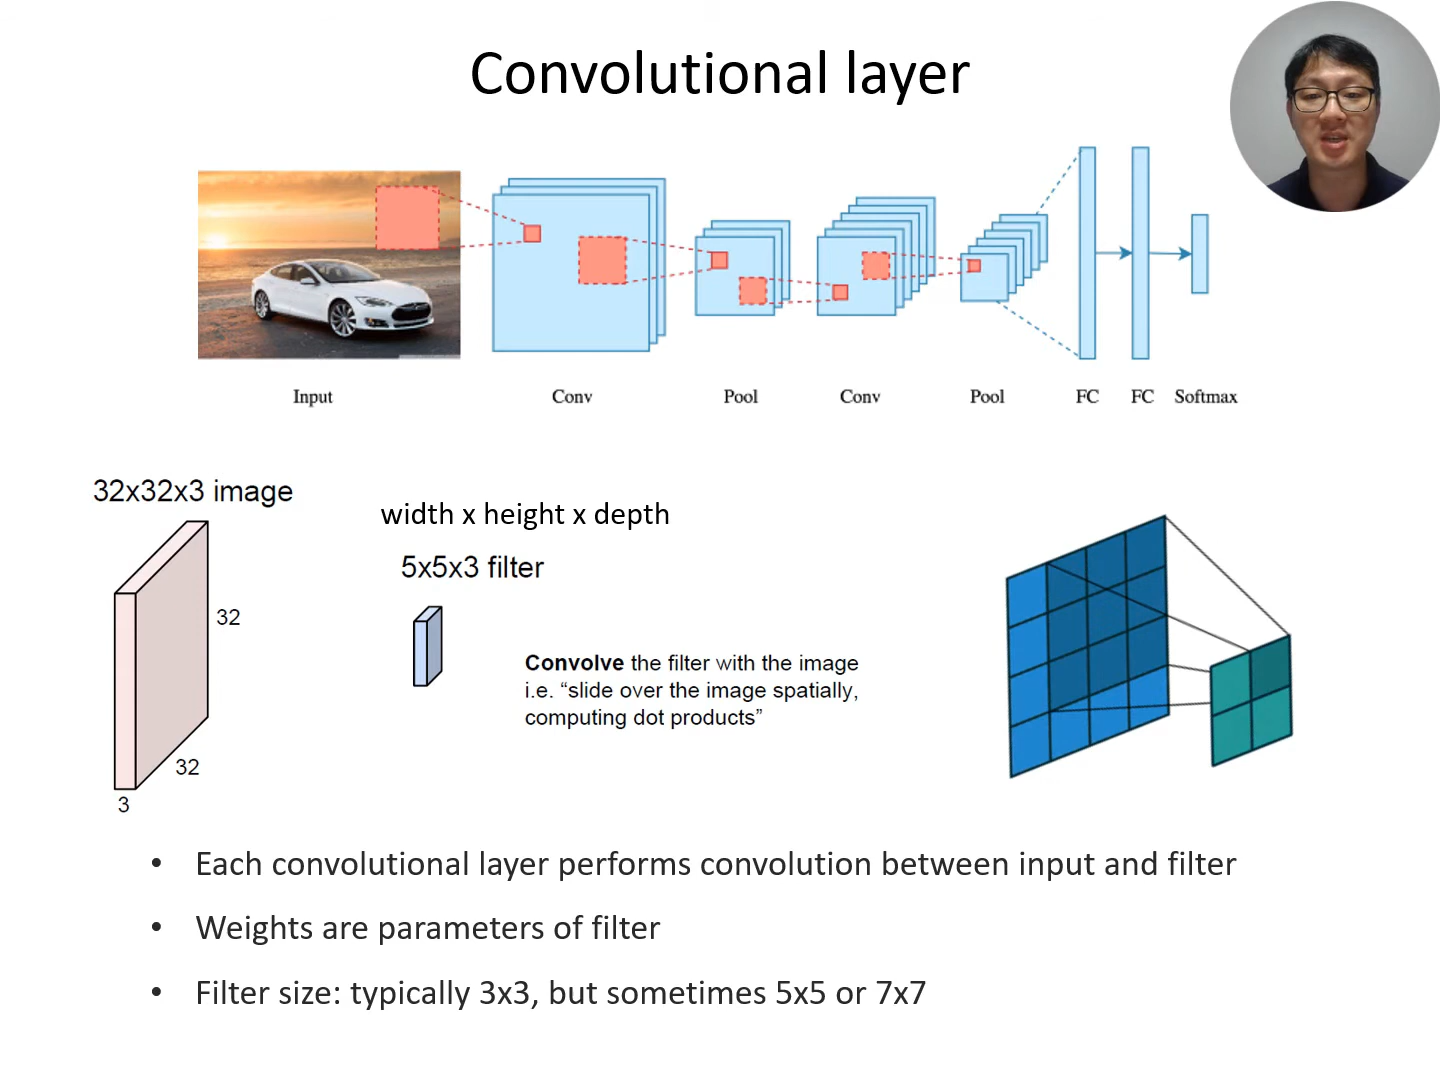 Convolutional layer
Input
Conv
Pool
Conv
Pool
FC
FC
Softmax
32x32x3 image
32
32
3
width x height x depth
5x5x3 filter
Convolve the filter with the image
i.e. “slide over the image spatially,
computing dot products”
• Each convolutional layer performs convolution between input and filter
• Weights are parameters of filter
• Filter size: typically 3x3, but sometimes 5x5 or 7x7